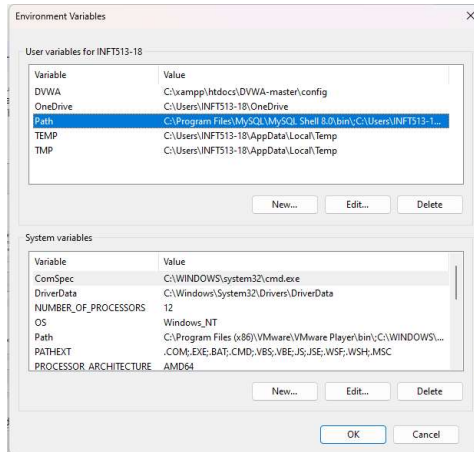 Environment Variables
User variables for INFT513-18
Variable Value
DVWA C:\xampp\htdocs\DVWA-master\config
OneDrive C:\Users\INFT513-18\OneDrive
Path C:\Program Files\MySQL\MySQL Shell 8.0\bin\;C:\Users\INFT513-1...
TEMP C:\Users\INFT513-18\AppData\Local\Temp
TMP C:\Users\INFT513-18\AppData\Local\Temp
New... Edit... Delete
System variables
Variable Value
ComSpec C:\WINDOWS\system32\cmd.exe
DriverData C:\Windows\System32\Drivers\DriverData
NUMBER_OF_PROCESSORS 12
OS Windows_NT
Path C:\Program Files (x86)\VMware\VMware Player\bin\;C:\WINDOWS\...
PATHEXT .COM;.EXE;.BAT;.CMD;.VBS;.VBE;.JS;.JSE;.WSF;.WSH;.MSC
PROCESSOR_ARCHITECTURE AMD64
New... Edit... Delete
OK Cancel